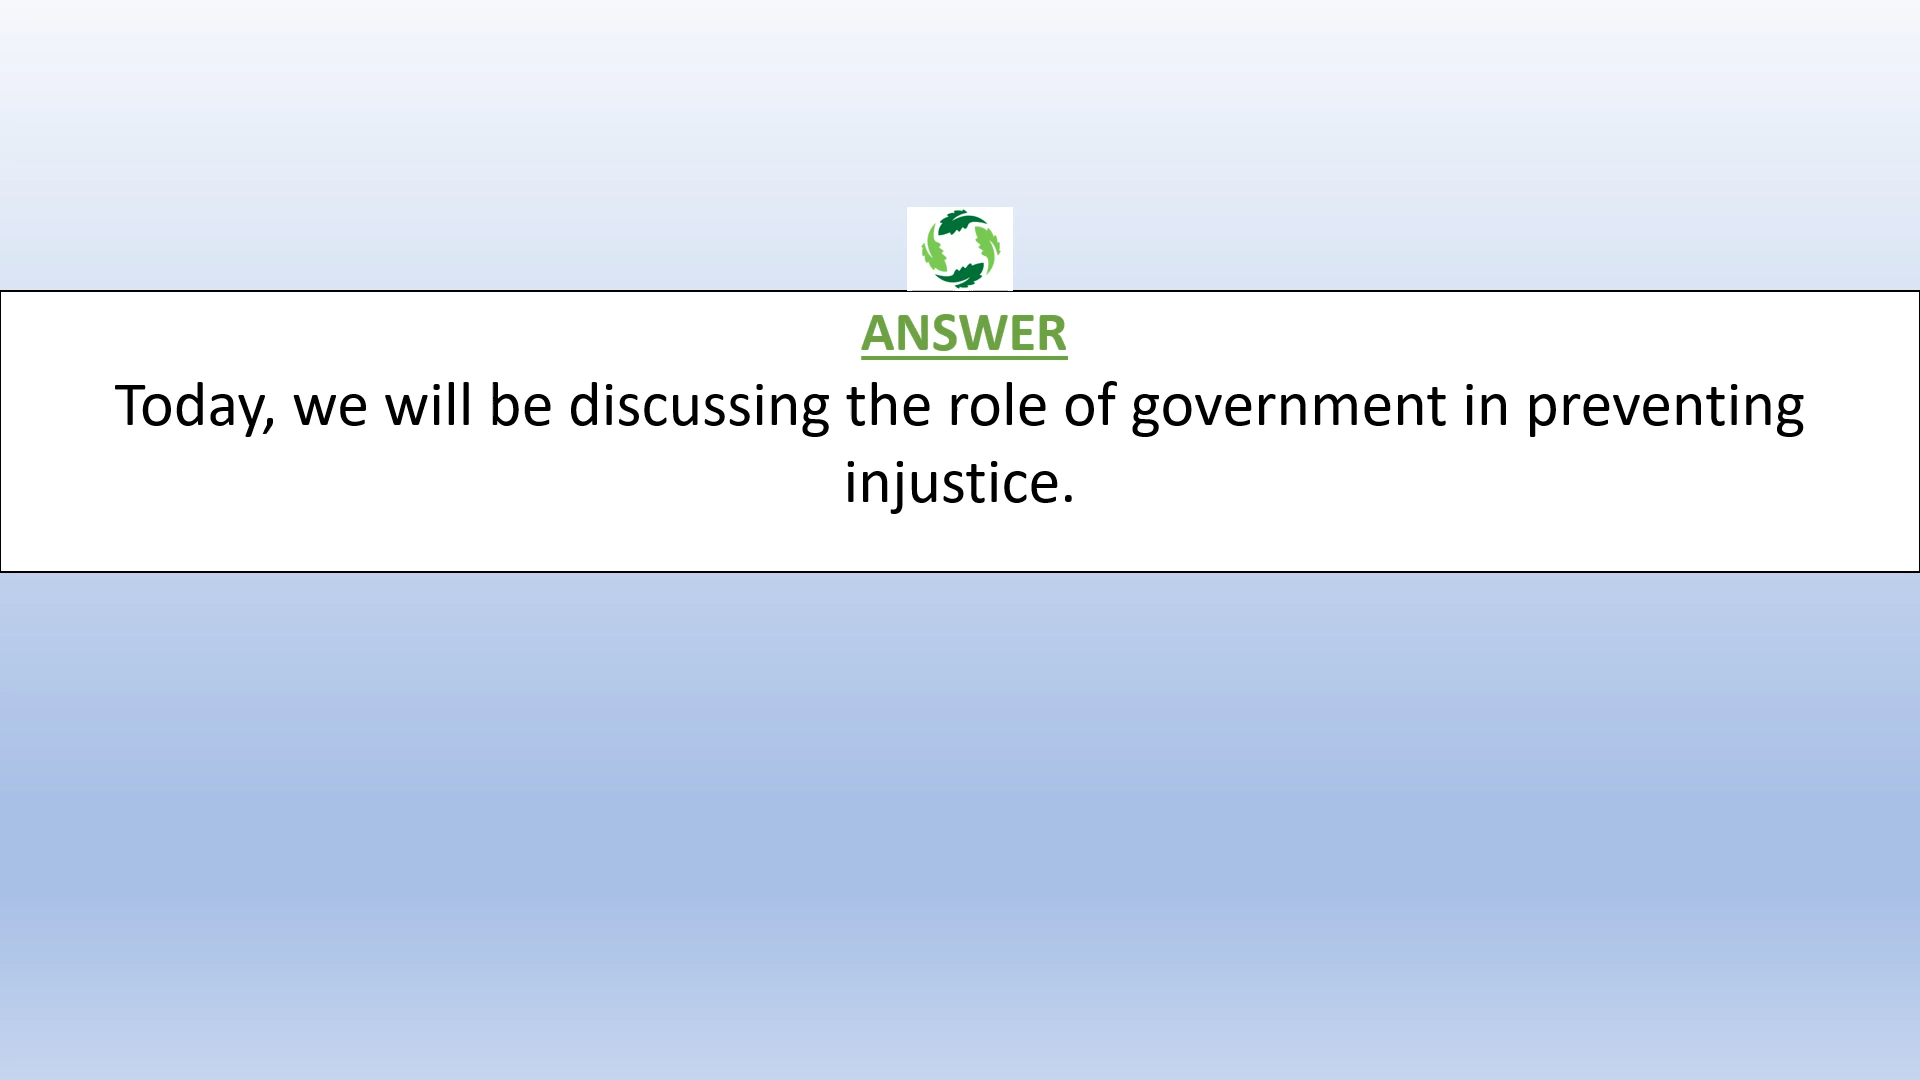 ANSWER
Today, we will be discussing the role of government in preventing
injustice.